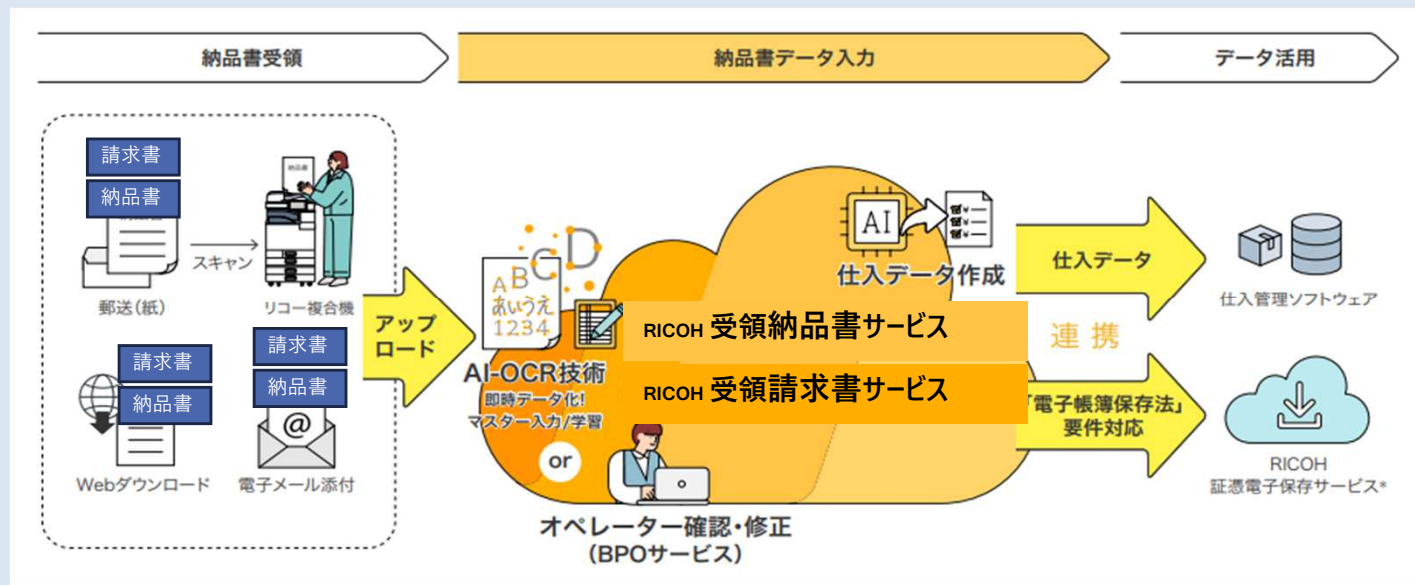 納品書受領
納品書データ入力
データ活用
請求書
納品書
スキャン
郵送(紙)
納品書
リコー複合機
請求書
納品書
Webダウンロード
請求書
納品書
@
電子メール添付
アップ
ロード
ABCD
ABC
あいうえ
1234
AI-OCR技術
即時データ化!
マスター入力/学習
or
オペレーター確認・修正
(BPOサービス)
AI
仕入データ作成
RICOH 受領納品書サービス
RICOH 受領請求書サービス
仕入データ
連携
「電子帳簿保存法」
要件対応
仕入管理ソフトウェア
RICOH
証憑電子保存サービス*